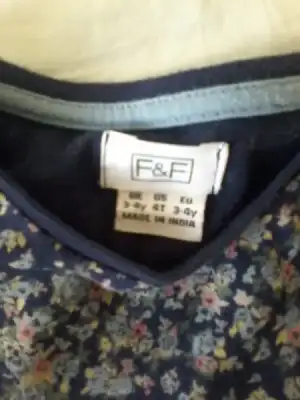 F&F
UK US EU
3-4y 4T 3-4y
MADE IN INDIA